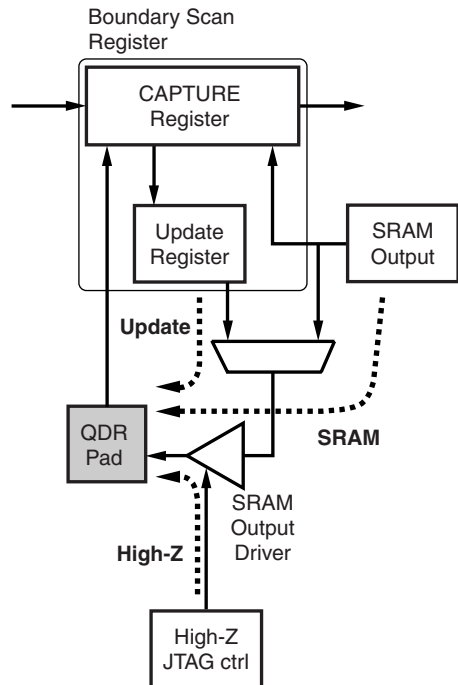 Boundary Scan
Register
CAPTURE
Register
Update
Register
SRAM
Output
Update
SRAM
QDR
Pad
SRAM
Output
Driver
High-Z
High-Z
JTAG ctrl